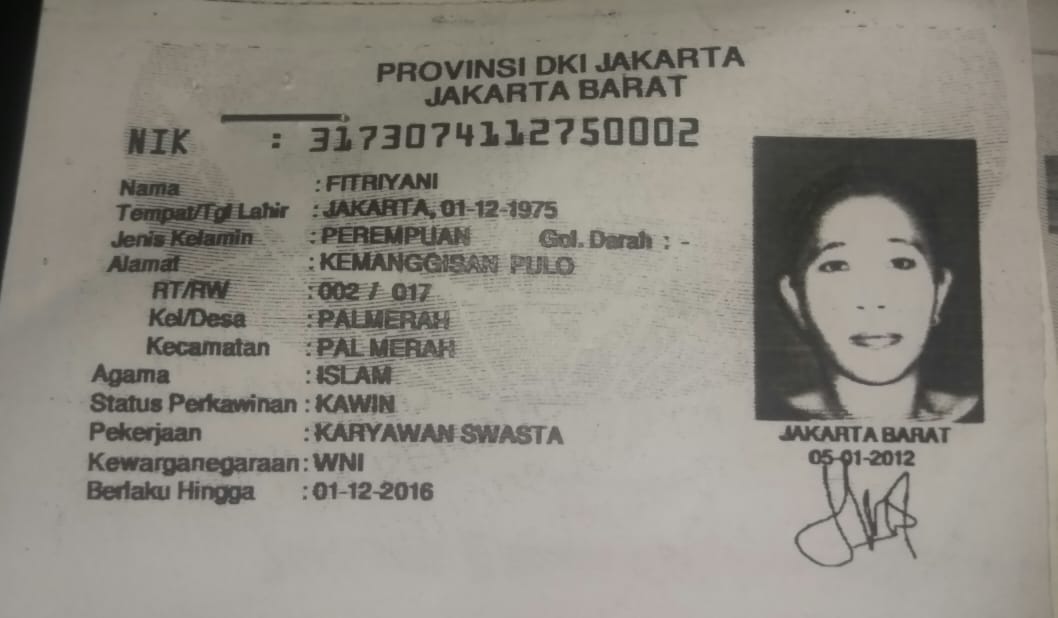 PROVINSI DKI JAKARTA
JAKARTA BARAT
NIK : 3173074112750002
Nama : FITRIYANI
Tempat/Tgl Lahir : JAKARTA, 01-12-1975
Jenis Kelamin : PEREMPUAN Gol. Darah : -
Alamat : KEMANGGISAN PULO
RT/RW : 002 / 017
Kel/Desa : PALMERAH
Kecamatan : PAL MERAH
Agama : ISLAM
Status Perkawinan : KAWIN
Pekerjaan : KARYAWAN SWASTA
Kewarganegaraan : WNI
Berlaku Hingga : 01-12-2016
JAKARTA BARAT
05-01-2012